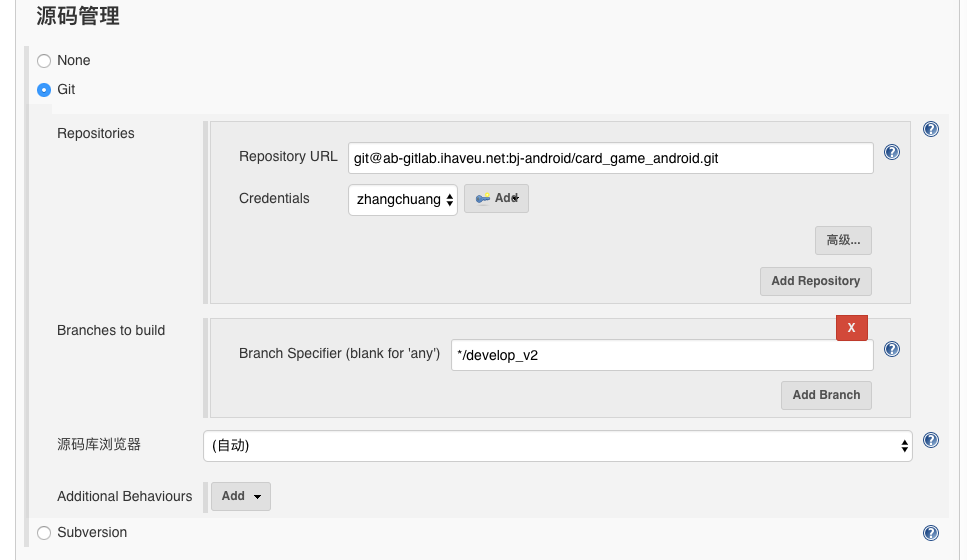 源码管理
None
Git
Repositories
Repository URL git@ab-gitlab.ihaveu.net:bj-android/card_game_android.git
Credentials zhangchuang Add
高级...
Add Repository
Branches to build
X
Branch Specifier (blank for 'any') */develop_v2
Add Branch
源码库浏览器 (自动)
Additional Behaviours Add
Subversion